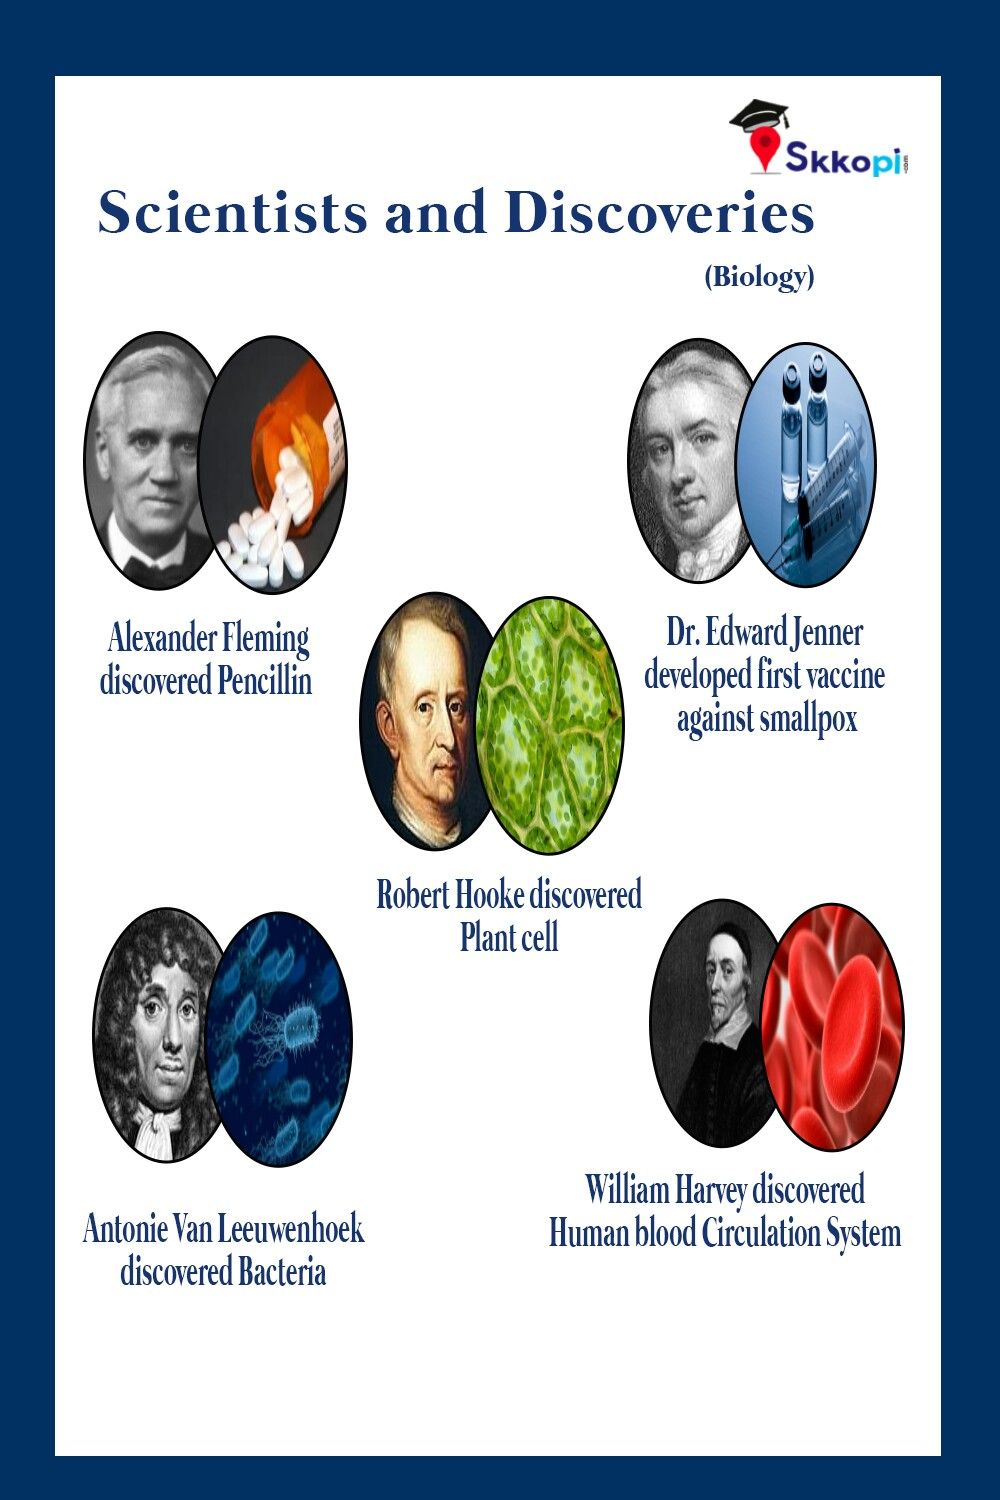 Skkopi.com
Scientists and Discoveries
(Biology)
Alexander Fleming
discovered Pencillin
Dr. Edward Jenner
developed first vaccine
against smallpox
Robert Hooke discovered
Plant cell
Antonie Van Leeuwenhoek
discovered Bacteria
William Harvey discovered
Human blood Circulation System